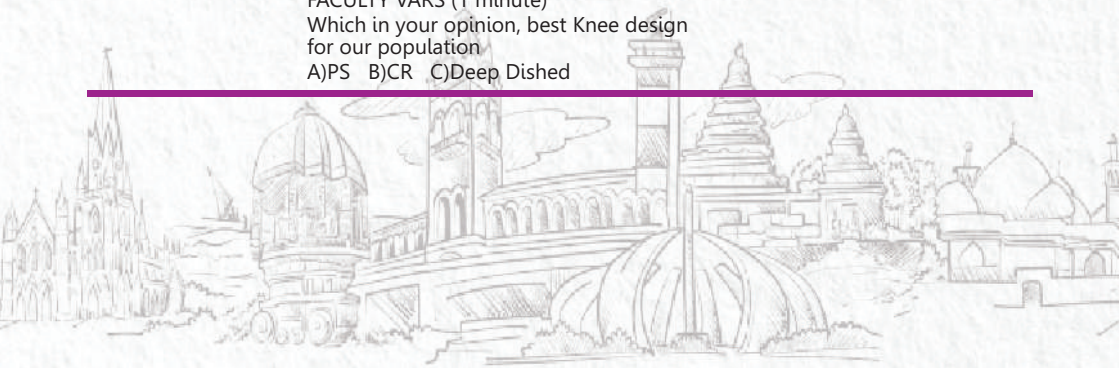 FACULTY VARS (1 minute)
Which in your opinion, best Knee design
for our population
A)PS B)CR C)Deep Dished